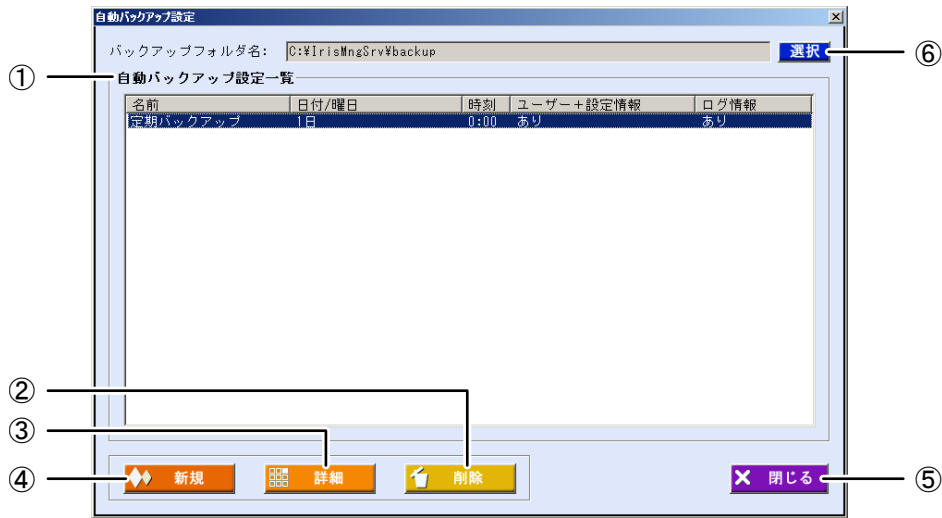 自動バックアップ設定
バックアップフォルダ名: C:¥IrisMngSrv¥backup 選択 ⑥
① 自動バックアップ設定一覧
名前 日付/曜日 時刻 ユーザー+設定情報 ログ情報
定期バックアップ 1日 0:00 あり あり
②
③
④ 新規 詳細 削除 閉じる ⑤